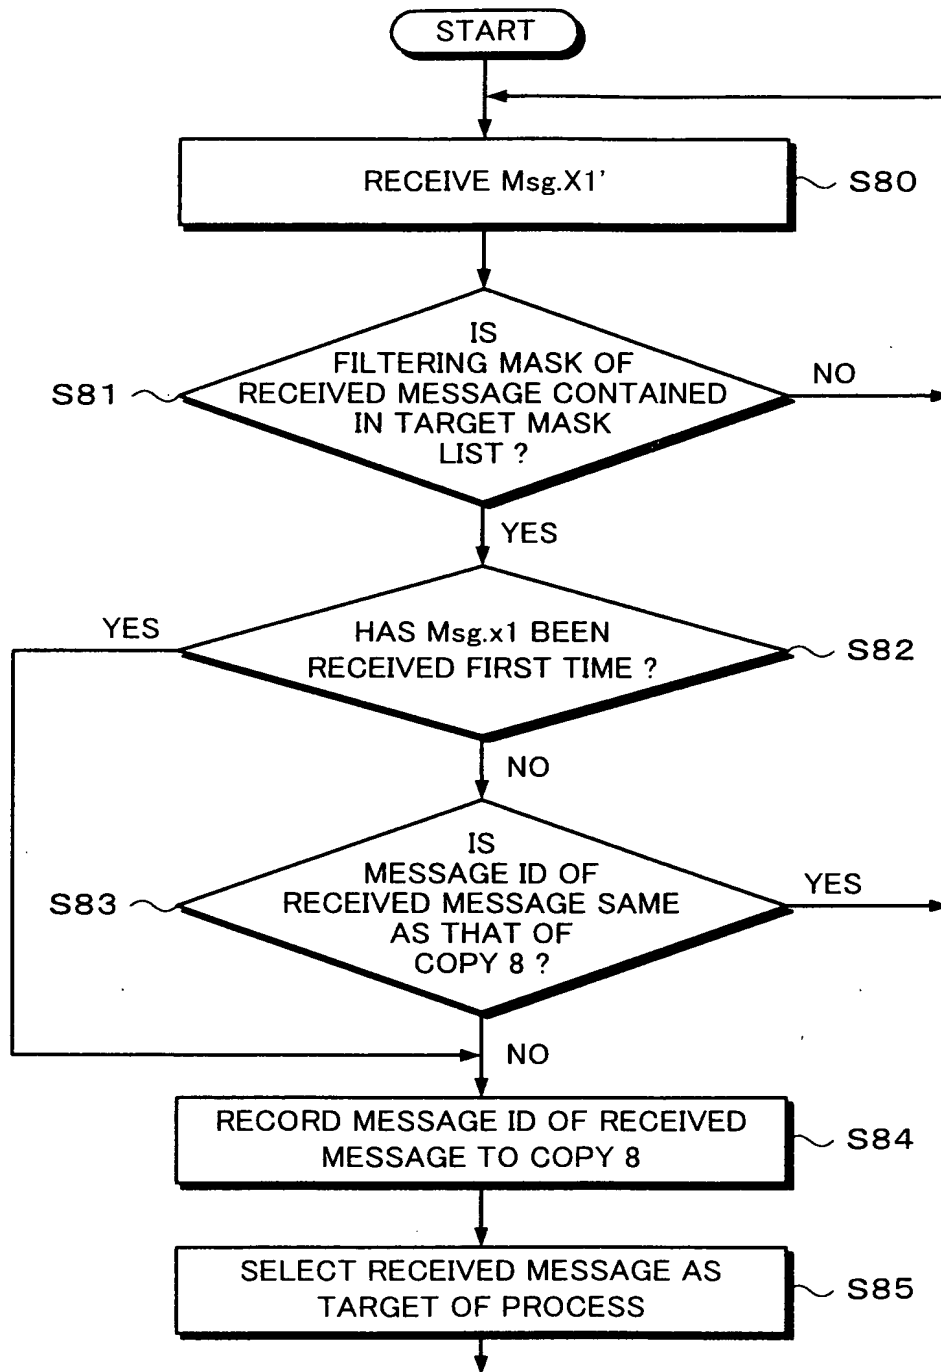 START
RECEIVE Msg.X1'
S80
IS
FILTERING MASK OF
RECEIVED MESSAGE CONTAINED
IN TARGET MASK
LIST ?
S81
NO
YES
HAS Msg.x1 BEEN
RECEIVED FIRST TIME ?
S82
YES
NO
IS
MESSAGE ID OF
RECEIVED MESSAGE SAME
AS THAT OF
COPY 8 ?
S83
YES
NO
RECORD MESSAGE ID OF RECEIVED
MESSAGE TO COPY 8
S84
SELECT RECEIVED MESSAGE AS
TARGET OF PROCESS
S85